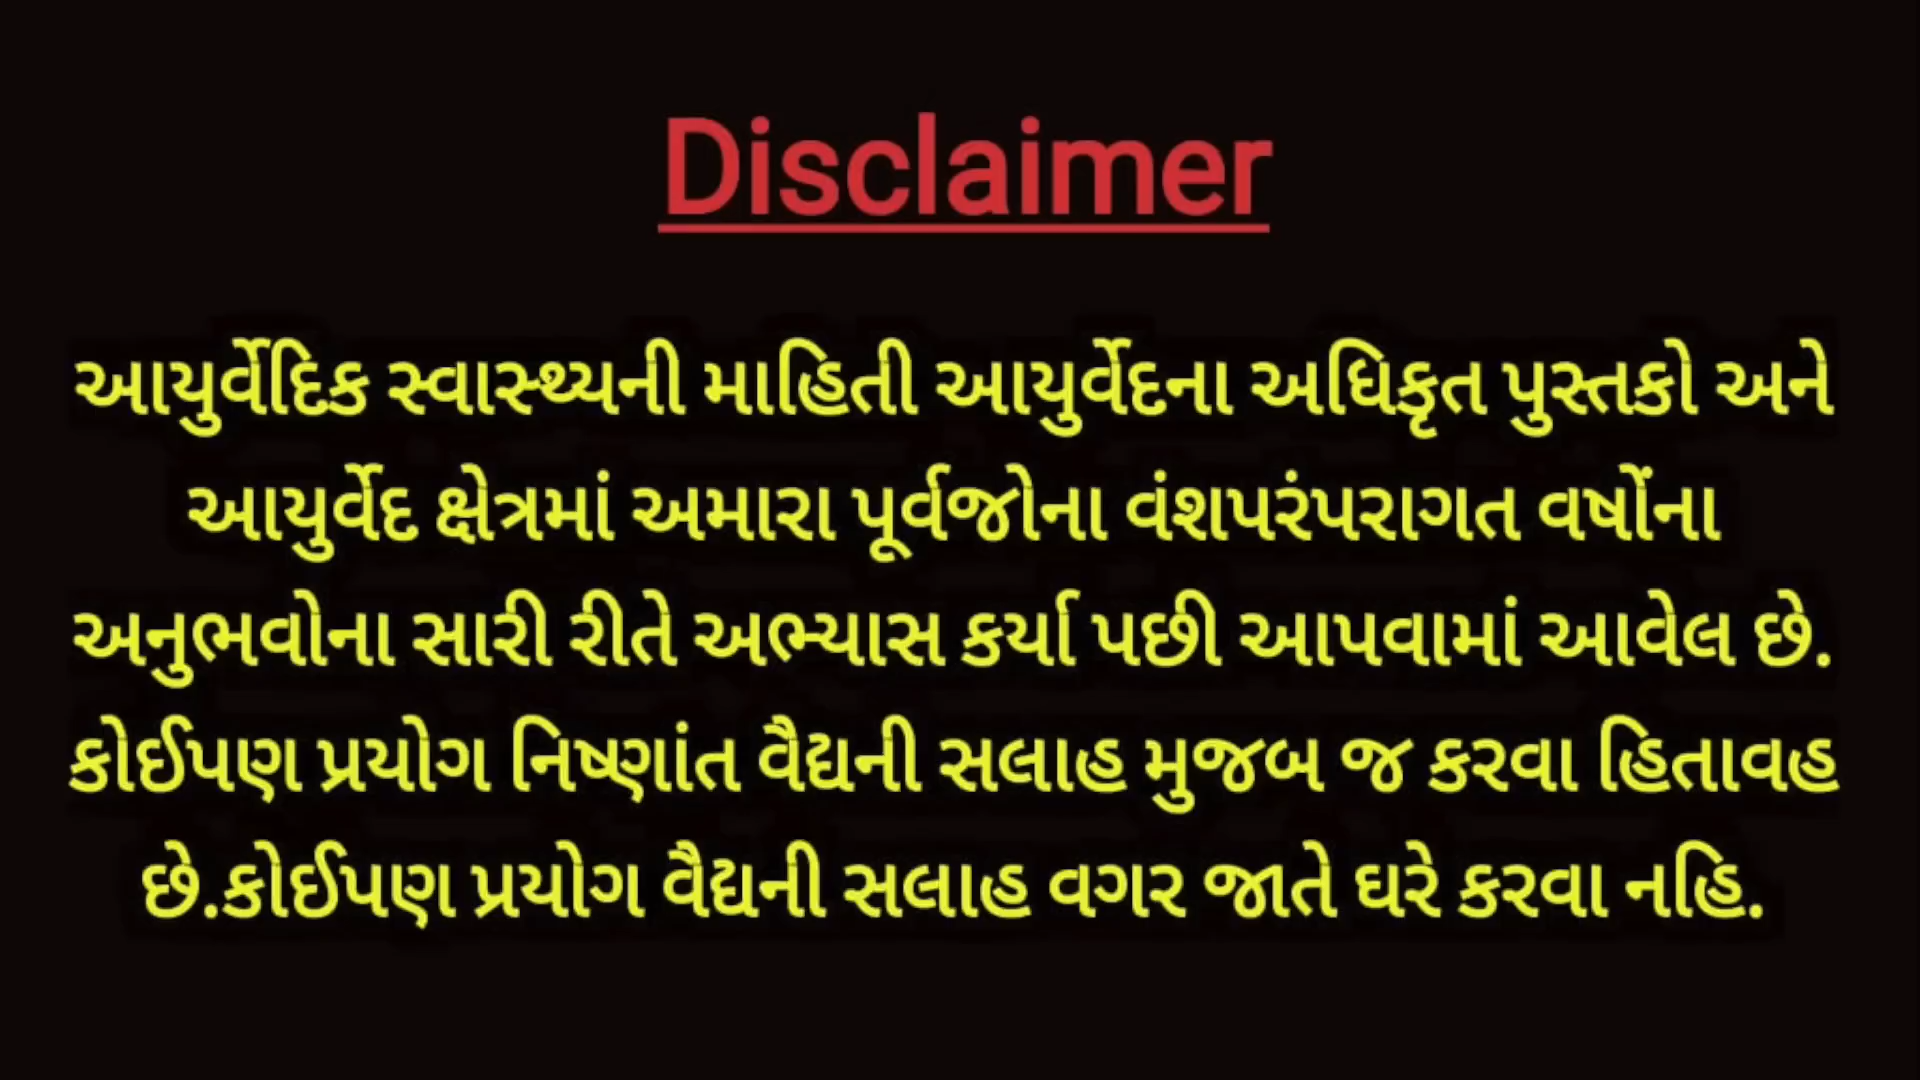 Disclaimer
આયુર્વેદિક સ્વાસ્થ્યની માહિતી આયુર્વેદના અધિકૃત પુસ્તકો અને
આયુર્વેદ ક્ષેત્રમાં અમારા પૂર્વજોના વંશપરંપરાગત વર્ષોના
અનુભવોના સારી રીતે અભ્યાસ કર્યા પછી આપવામાં આવેલ છે.
કોઈપણ પ્રયોગ નિષ્ણાંત વૈદ્યની સલાહ મુજબ જ કરવા હિતાવહ
છે.કોઈપણ પ્રયોગ વૈદ્યની સલાહ વગર જાતે ઘરે કરવા નહિ.